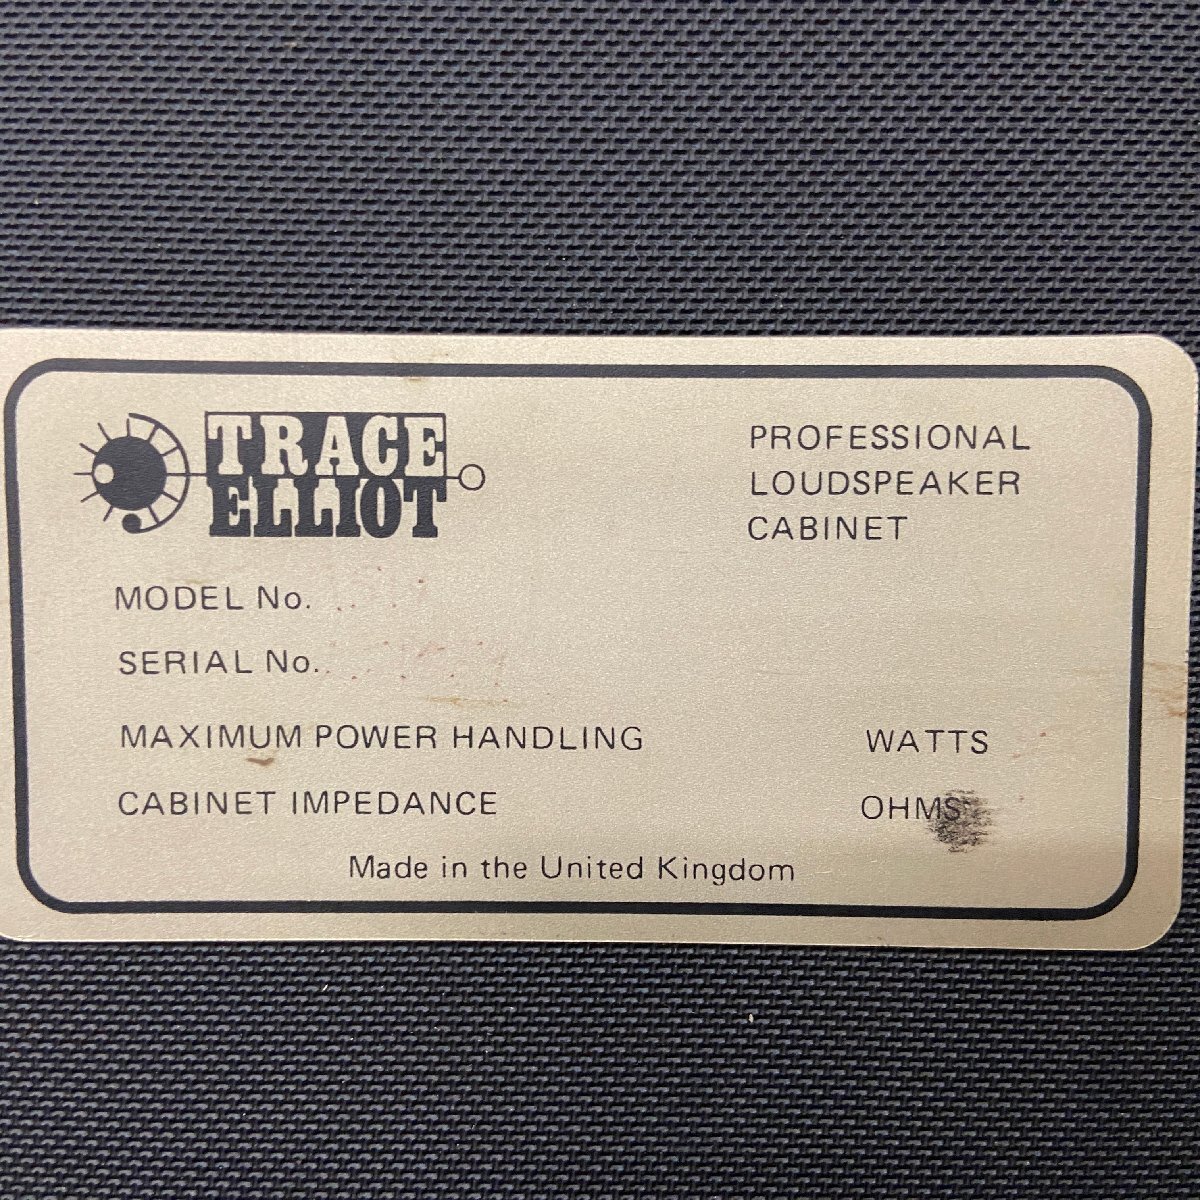 TRACE
ELLIOT
PROFESSIONAL
LOUDSPEAKER
CABINET
MODEL No.
SERIAL No.
MAXIMUM POWER HANDLING WATTS
CABINET IMPEDANCE OHMS
Made in the United Kingdom